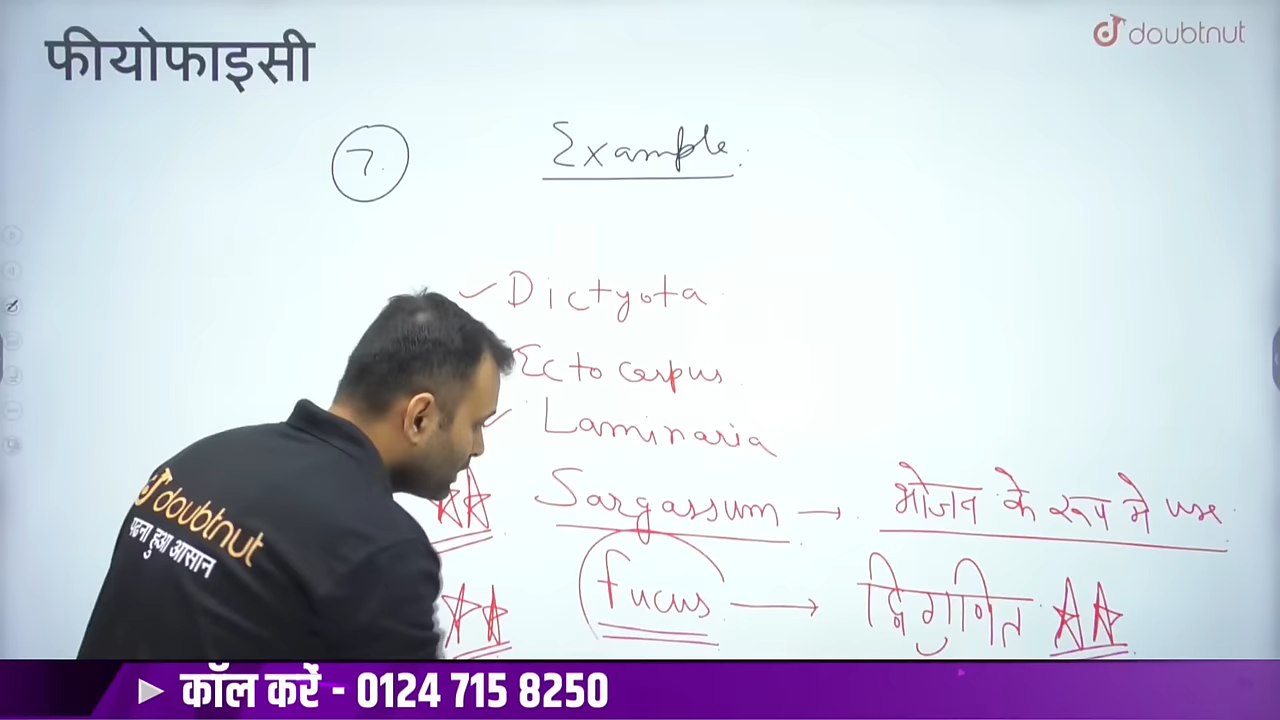 फीयोफाइसी
doubtnut
7.
Example.
Dictyota
Ectocarpus
Laminaria
Sargassum → भोजन के रूप मे use
Fucus → द्विगुणित
doubtnut
पढ़ना हुआ आसान
कॉल करें - 0124 715 8250